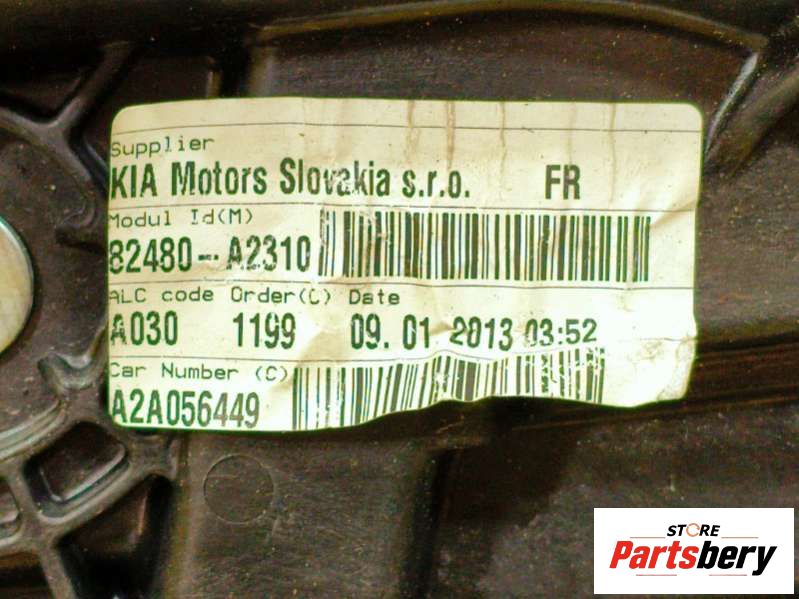 Supplier
KIA Motors Slovakia s.r.o. FR
Modul Id(M)
82480-A2310
ALC code Order(C) Date
A030 1199 09.01 2013 03:52
Car Number (C)
A2A056449
STORE
Partsbery